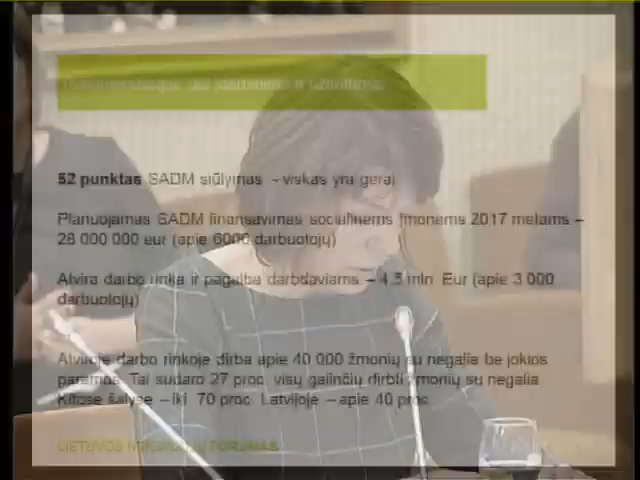 52 punktas SADM siūlymas - viskas yra gerai
Planuojamas SADM finansavimas socialinėms įmonėms 2017 metams –
28 000 000 eur (apie 6000 darbuotojų)
Atvira darbo rinka ir pagalba darbdaviams – 4,5 mln Eur (apie 3 000
darbuotojų)
Atviroje darbo rinkoje dirba apie 40 000 žmonių su negalia be jokios
paramos. Tai sudaro 27 proc. visų galinčių dirbti žmonių su negalia
Kitose šalyse – iki 70 proc. Latvijoje – apie 40 proc.
LIETUVOS NEĮGALIŲJŲ FORUMAS